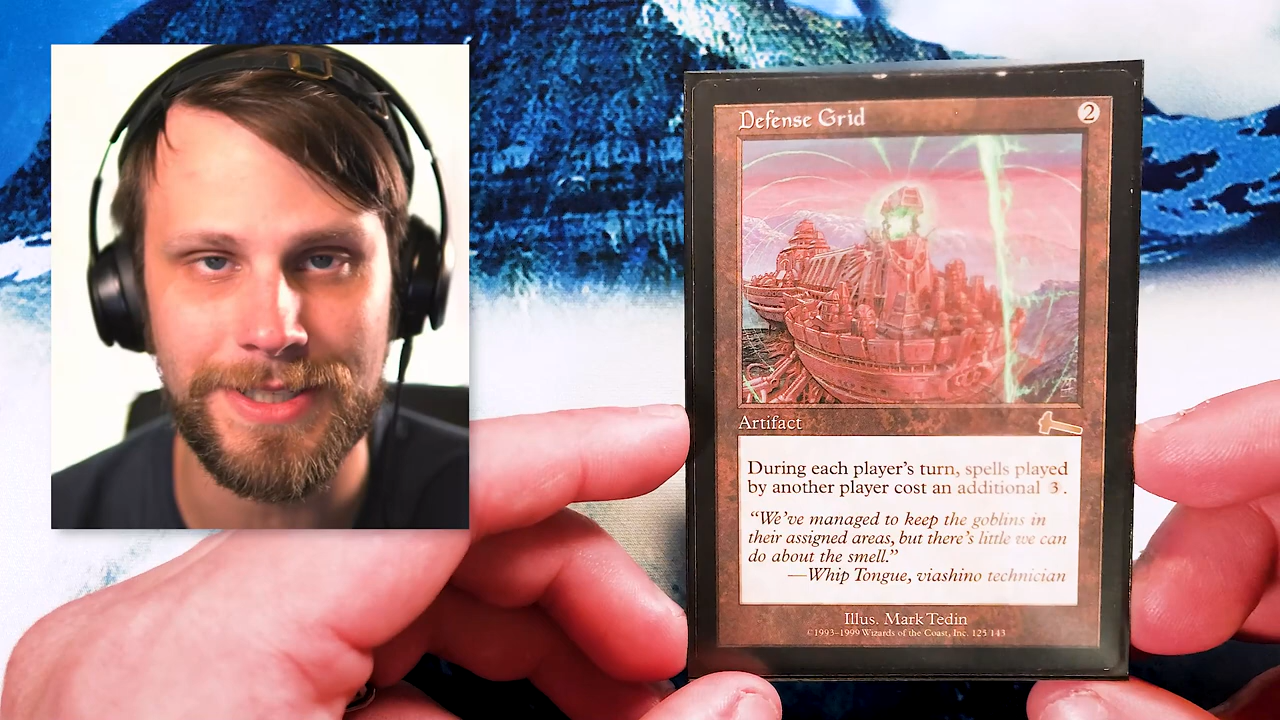 Defense Grid 2
Artifact
During each player's turn, spells played
by another player cost an additional 3.
"We've managed to keep the goblins in
their assigned areas, but there's little we can
do about the smell."
—Whip Tongue, viashino technician
Illus. Mark Tedin
©1993–1999 Wizards of the Coast, Inc. 125/143